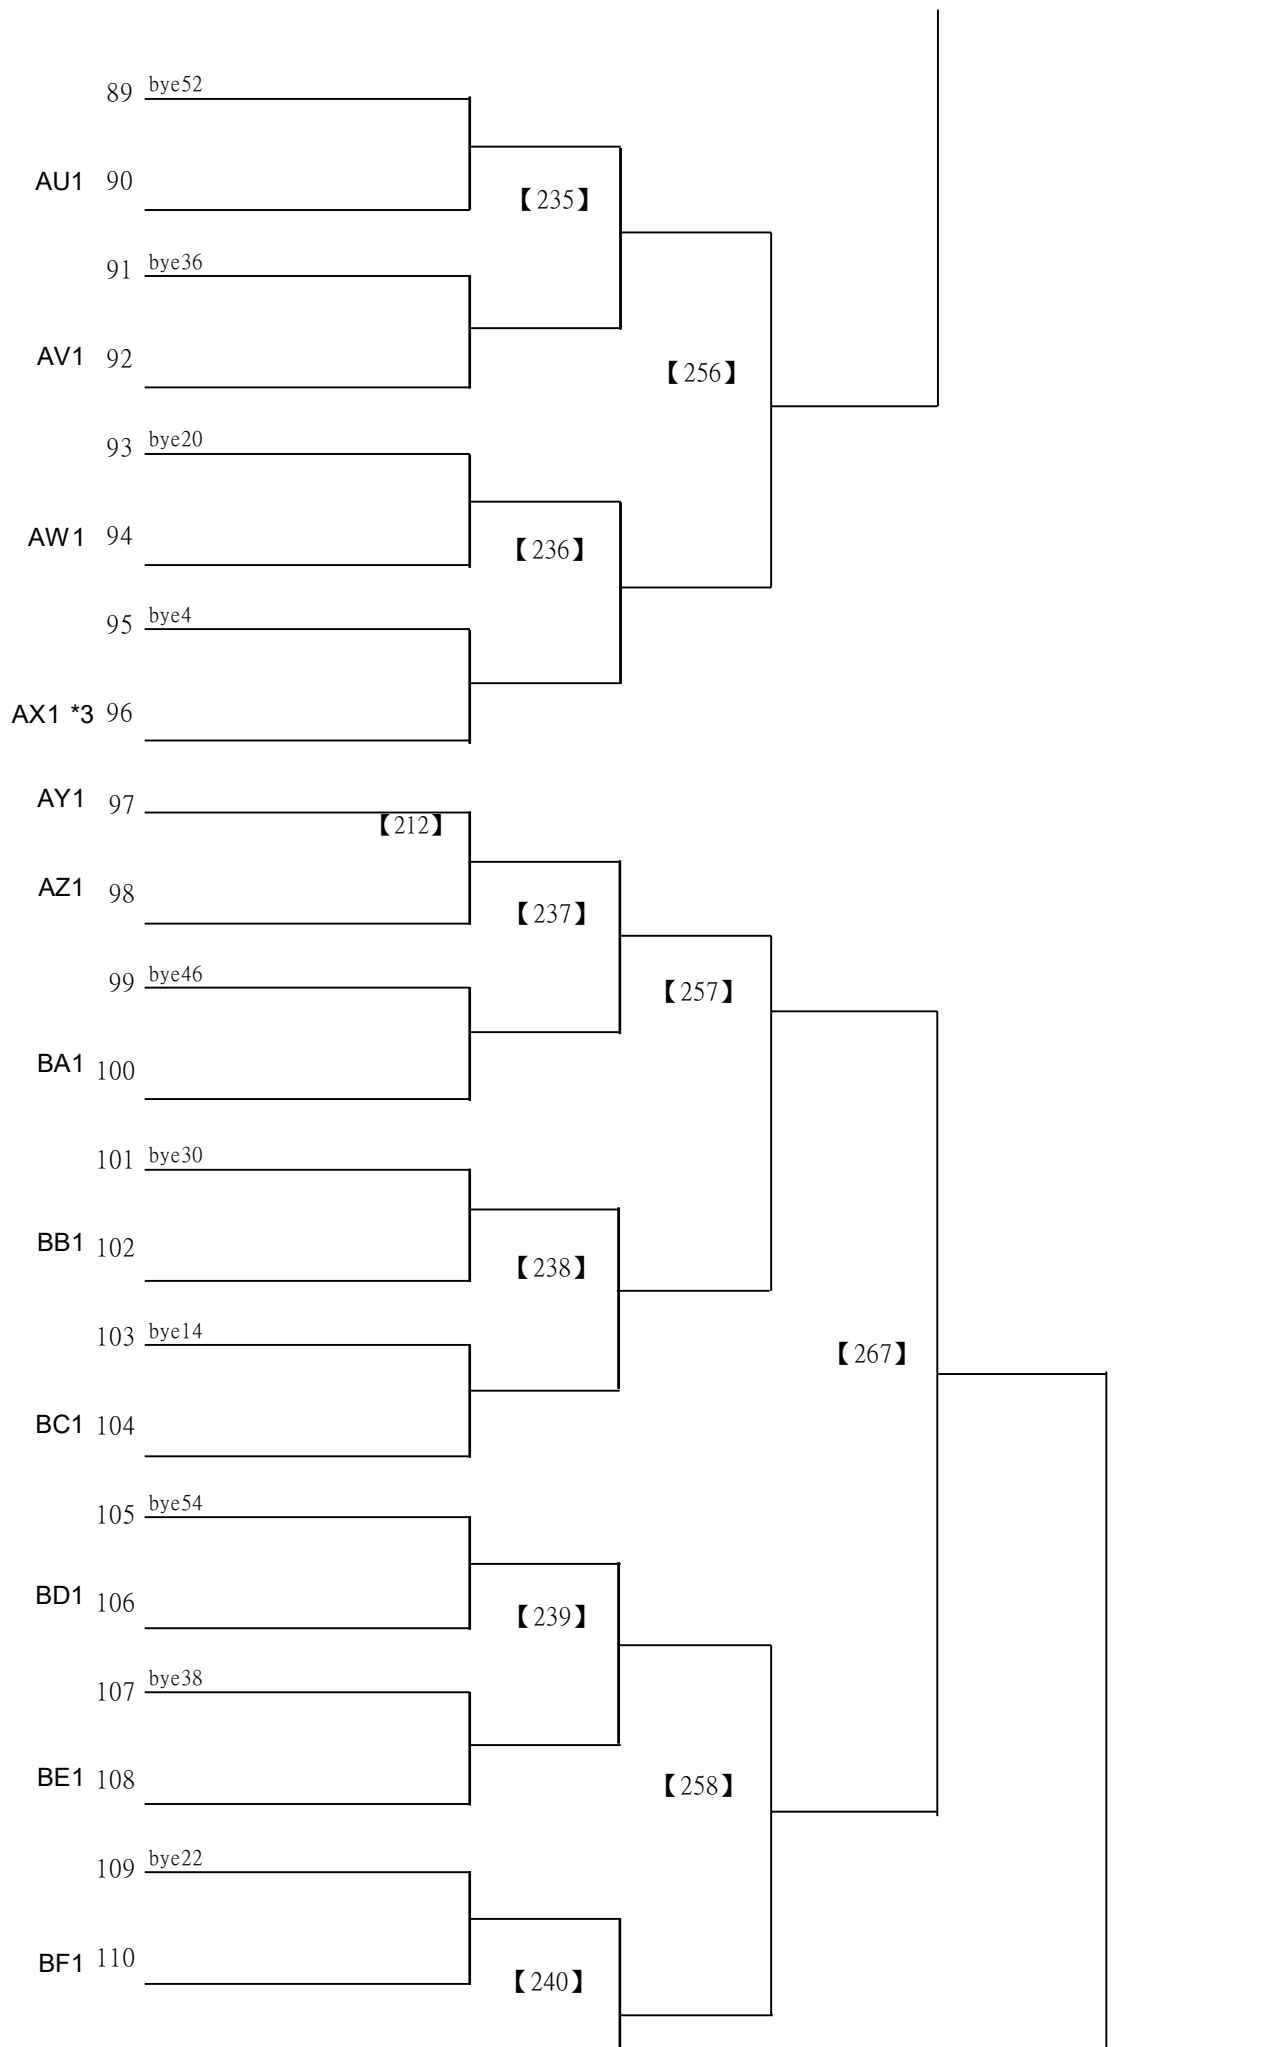 89 bye52
AU1 90
【235】
91 bye36
AV1 92
【256】
93 bye20
AW1 94
【236】
95 bye4
AX1 *3 96
AY1 97
【212】
AZ1 98
【237】
99 bye46
【257】
BA1 100
101 bye30
BB1 102
【238】
103 bye14
【267】
BC1 104
105 bye54
BD1 106
【239】
107 bye38
BE1 108
【258】
109 bye22
BF1 110
【240】